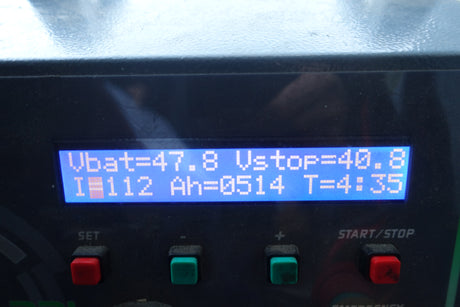 Vbat=47.8 Vstop=40.8
I=112 Ah=0514 T=4:35
SET - + START/STOP